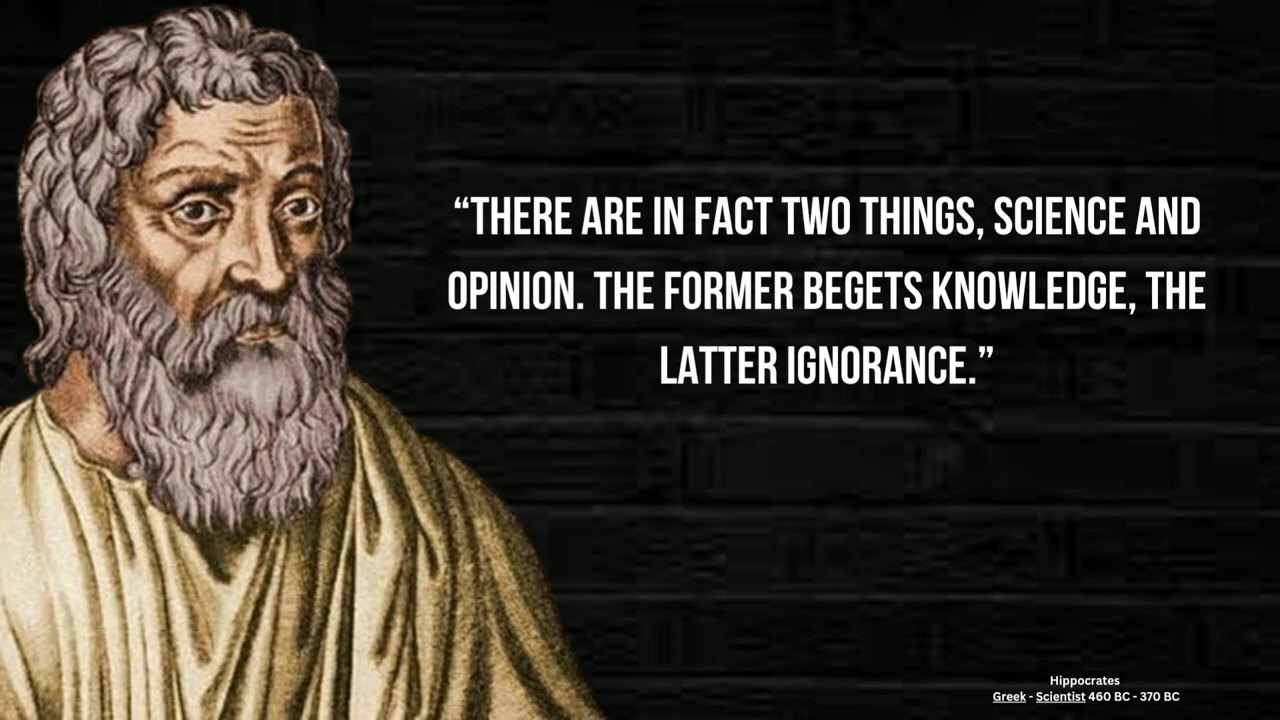 “THERE ARE IN FACT TWO THINGS, SCIENCE AND
OPINION. THE FORMER BEGETS KNOWLEDGE, THE
LATTER IGNORANCE.”
Hippocrates
Greek - Scientist 460 BC - 370 BC